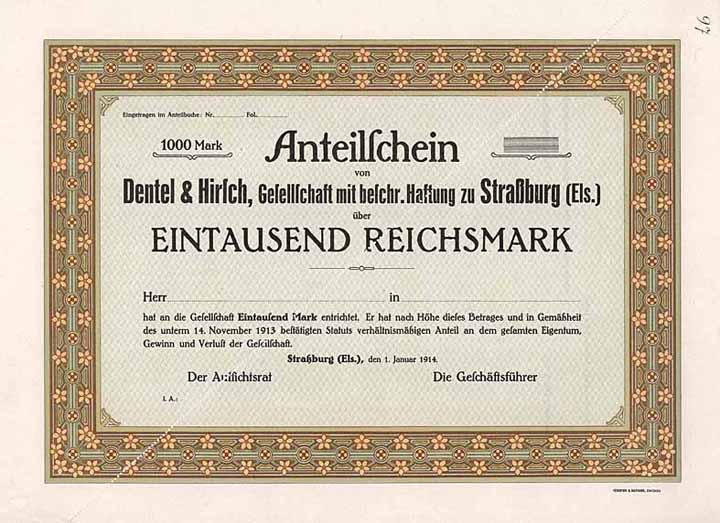 97
Eingetragen im Anteilbuche: Nr. Fol.
1000 Mark
Anteilſchein
von
Dentel & Hirſch, Geſellſchaft mit beſchr. Haftung zu Straßburg (Els.)
über
EINTAUSEND REICHSMARK
Herr in
hat an die Geſellſchaft Eintauſend Mark entrichtet. Er hat nach Höhe dieſes Betrages und in Gemäßheit
des unterm 14. November 1913 beſtätigten Statuts verhältnismäßigen Anteil an dem geſamten Eigentum,
Gewinn und Verluſt der Geſellſchaft.
Straßburg (Els.), den 1. Januar 1914.
Der Aufſichtsrat Die Geſchäftsführer
I. A.: